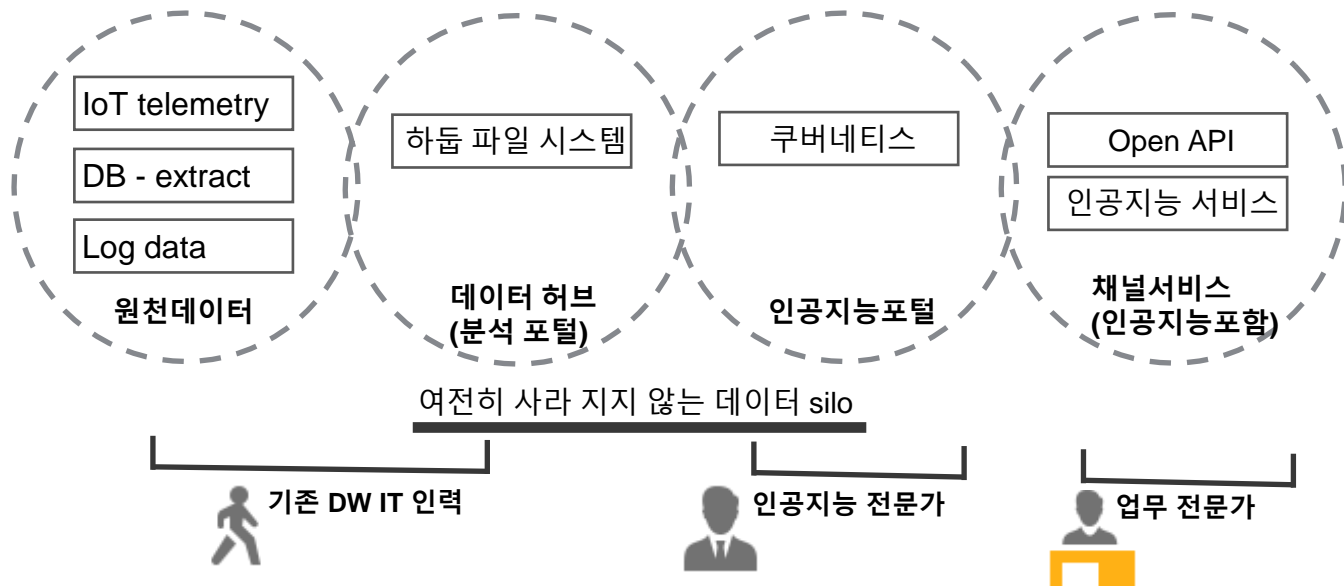 IoT telemetry
DB - extract
Log data
원천데이터
하둡 파일 시스템
데이터 허브
(분석 포털)
쿠버네티스
인공지능포털
Open API
인공지능 서비스
채널서비스
(인공지능포함)
여전히 사라 지지 않는 데이터 silo
기존 DW IT 인력
인공지능 전문가
업무 전문가